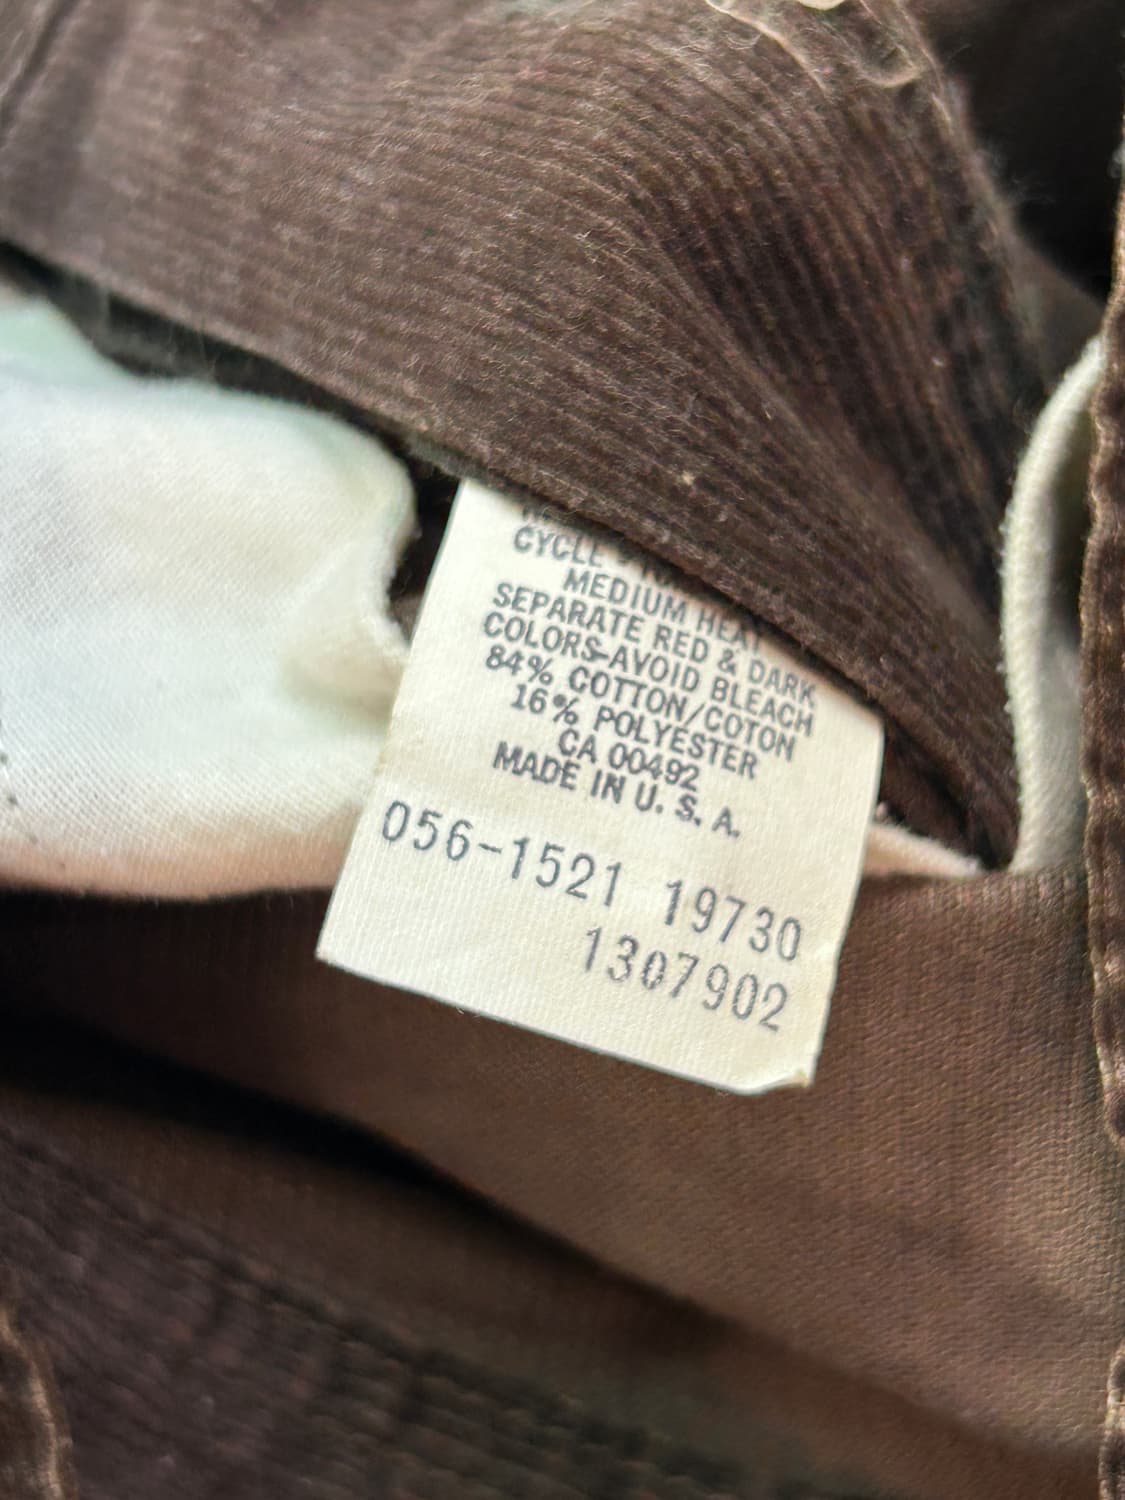 CYCLE
MEDIUM HEAT
SEPARATE RED & DARK
COLORS-AVOID BLEACH
84% COTTON/COTON
16% POLYESTER
CA 00492
MADE IN U. S. A.
056-1521 19730
1307902